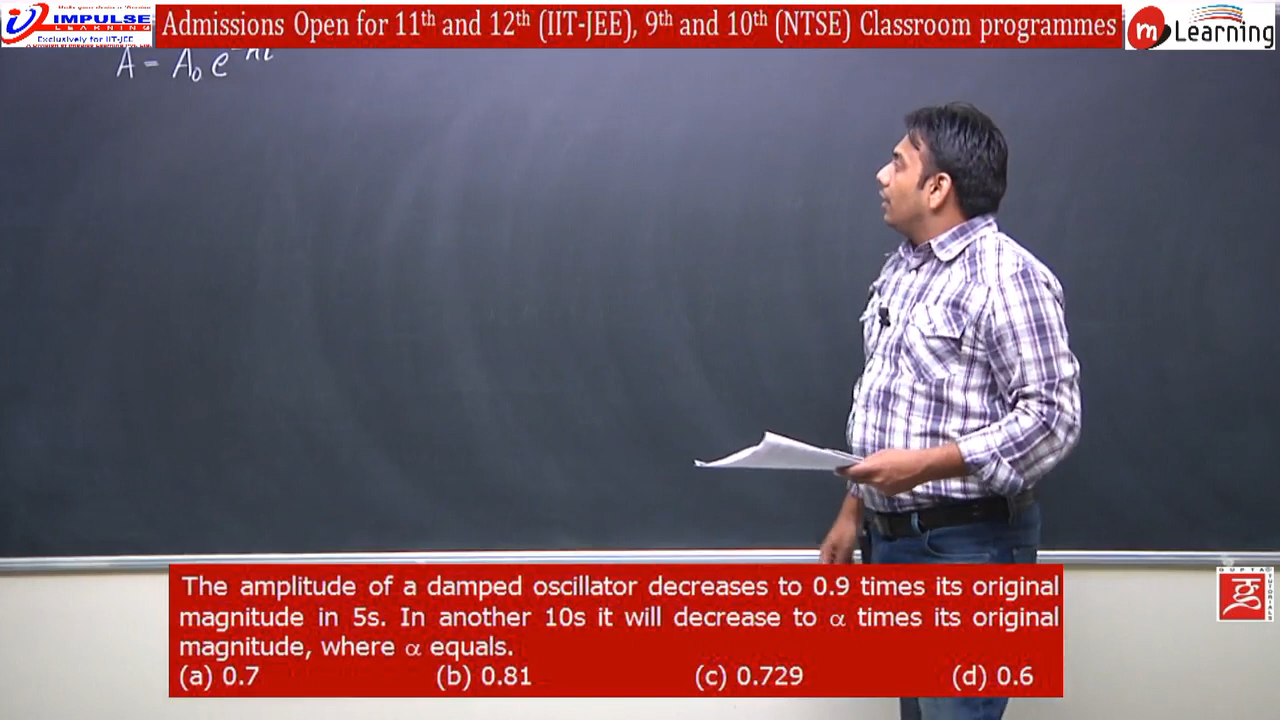 IMPULSE
LEARNING
Exclusively for IIT-JEE
Admissions Open for 11th and 12th (IIT-JEE), 9th and 10th (NTSE) Classroom programmes
m Learning
A = A₀ e
The amplitude of a damped oscillator decreases to 0.9 times its original
magnitude in 5s. In another 10s it will decrease to α times its original
magnitude, where α equals.
(a) 0.7 (b) 0.81 (c) 0.729 (d) 0.6
GUPTA
TUTORIALS